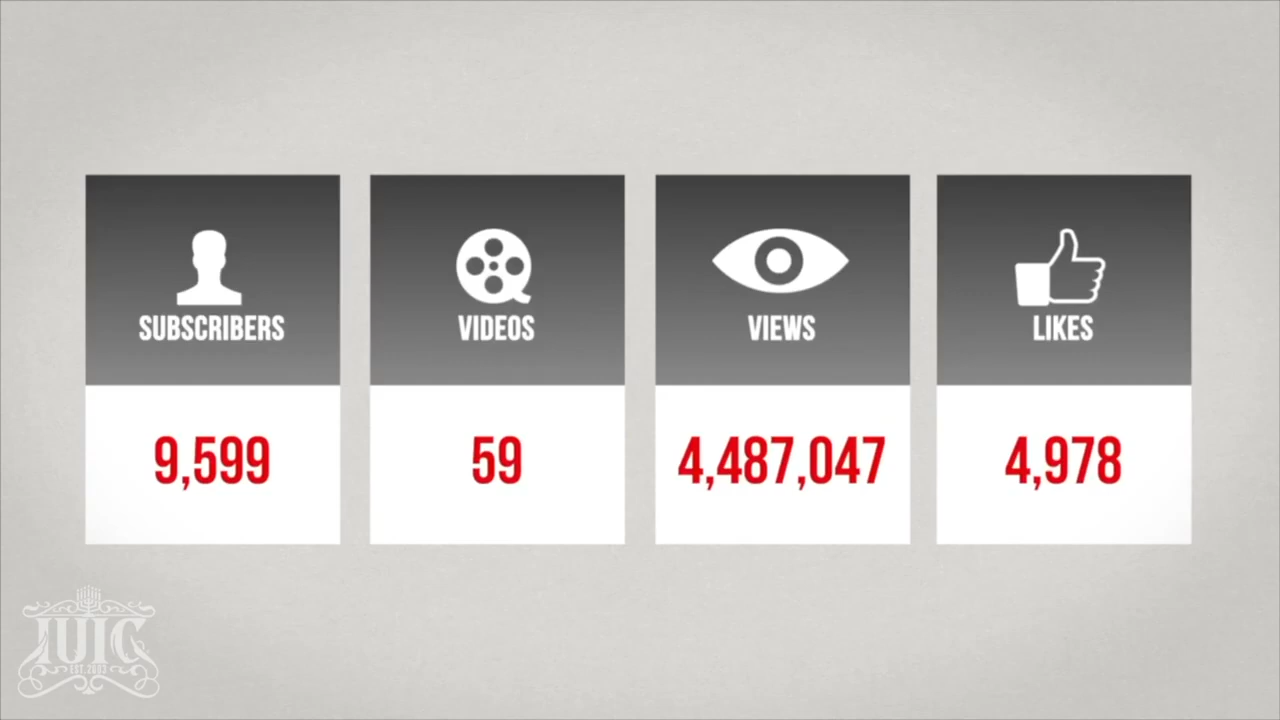 SUBSCRIBERS
VIDEOS
VIEWS
LIKES
9,599
59
4,487,047
4,978
IUIC
EST. 2003